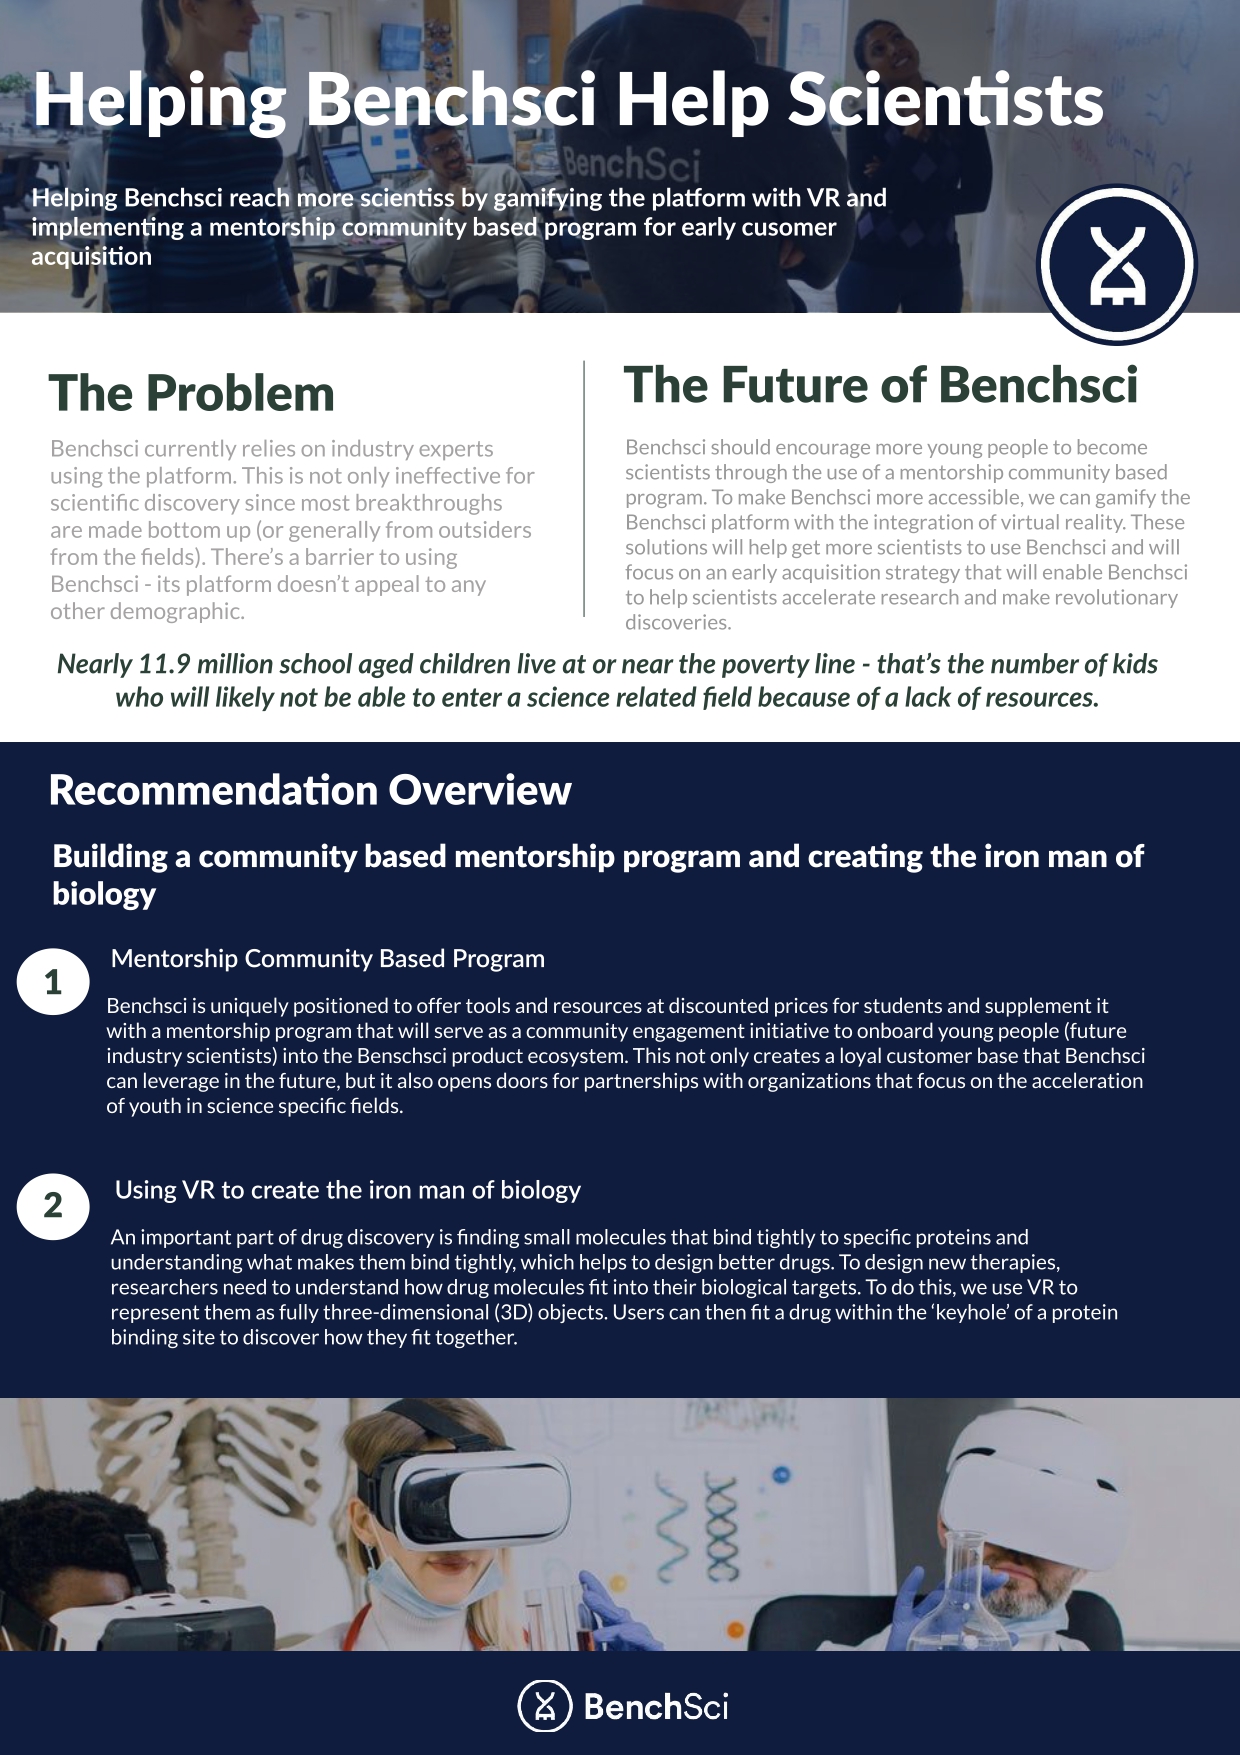 Helping Benchsci Help Scientists
BenchSci
Helping Benchsci reach more scientiss by gamifying the platform with VR and
implementing a mentorship community based program for early cusomer
acquisition
The Problem
Benchsci currently relies on industry experts
using the platform. This is not only ineffective for
scientific discovery since most breakthroughs
are made bottom up (or generally from outsiders
from the fields). There's a barrier to using
Benchsci - its platform doesn't appeal to any
other demographic.
The Future of Benchsci
Benchsci should encourage more young people to become
scientists through the use of a mentorship community based
program. To make Benchsci more accessible, we can gamify the
Benchsci platform with the integration of virtual reality. These
solutions will help get more scientists to use Benchsci and will
focus on an early acquisition strategy that will enable Benchsci
to help scientists accelerate research and make revolutionary
discoveries.
Nearly 11.9 million school aged children live at or near the poverty line - that's the number of kids
who will likely not be able to enter a science related field because of a lack of resources.
Recommendation Overview
Building a community based mentorship program and creating the iron man of
biology
1
Mentorship Community Based Program
Benchsci is uniquely positioned to offer tools and resources at discounted prices for students and supplement it
with a mentorship program that will serve as a community engagement initiative to onboard young people (future
industry scientists) into the Benschsci product ecosystem. This not only creates a loyal customer base that Benchsci
can leverage in the future, but it also opens doors for partnerships with organizations that focus on the acceleration
of youth in science specific fields.
2
Using VR to create the iron man of biology
An important part of drug discovery is finding small molecules that bind tightly to specific proteins and
understanding what makes them bind tightly, which helps to design better drugs. To design new therapies,
researchers need to understand how drug molecules fit into their biological targets. To do this, we use VR to
represent them as fully three-dimensional (3D) objects. Users can then fit a drug within the 'keyhole' of a protein
binding site to discover how they fit together.
BenchSci